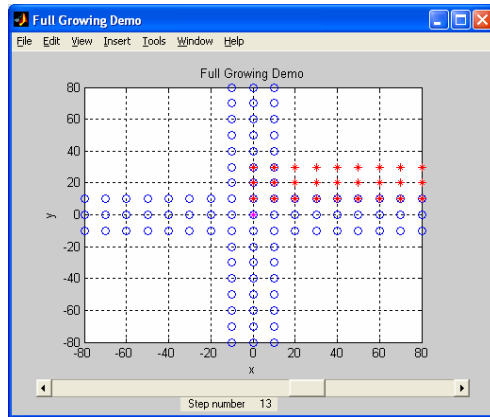 Full Growing Demo
File Edit View Insert Tools Window Help
Full Growing Demo
80
60
40
20
0
-20
-40
-60
-80
y
-80 -60 -40 -20 0 20 40 60 80
x
Step number 13